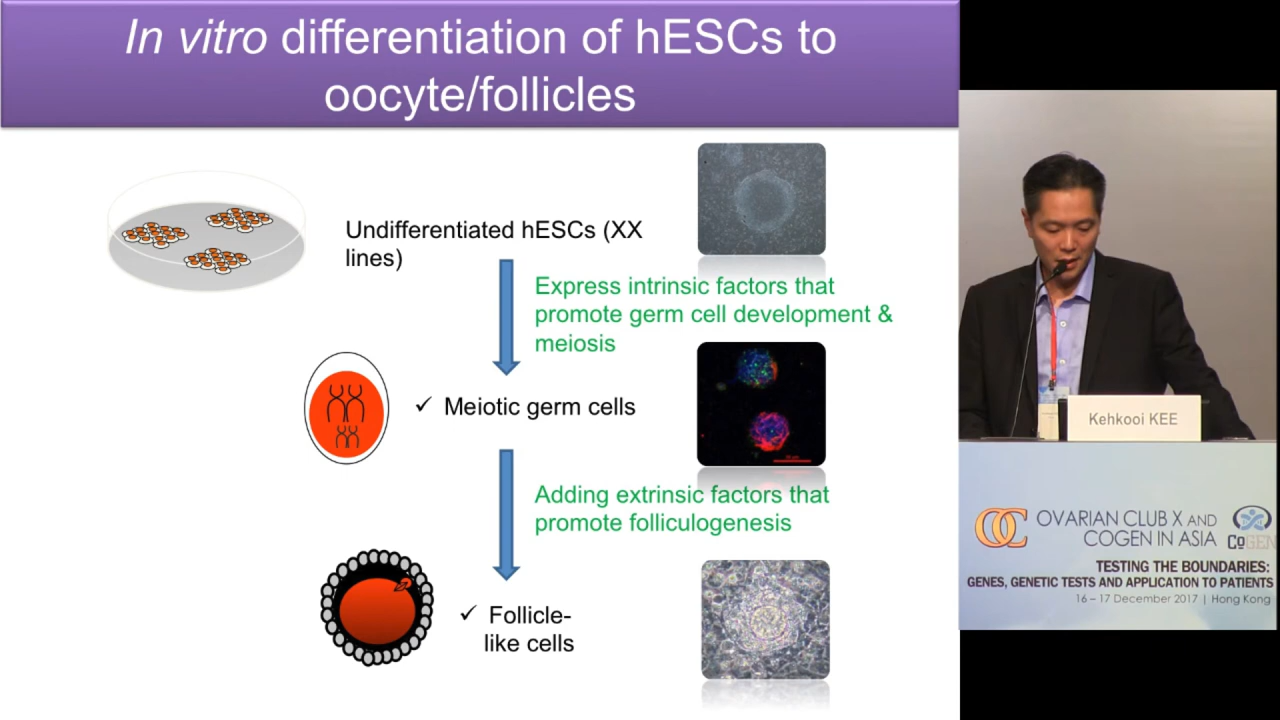 In vitro differentiation of hESCs to
oocyte/follicles
Undifferentiated hESCs (XX
lines)
Express intrinsic factors that
promote germ cell development &
meiosis
✓ Meiotic germ cells
Adding extrinsic factors that
promote folliculogenesis
✓ Follicle-
like cells
Kehkooi KEE
OC
OVARIAN CLUB X AND
COGEN IN ASIA
CoGEN
TESTING THE BOUNDARIES:
GENES, GENETIC TESTS AND APPLICATION TO PATIENTS
16 – 17 December 2017 | Hong Kong